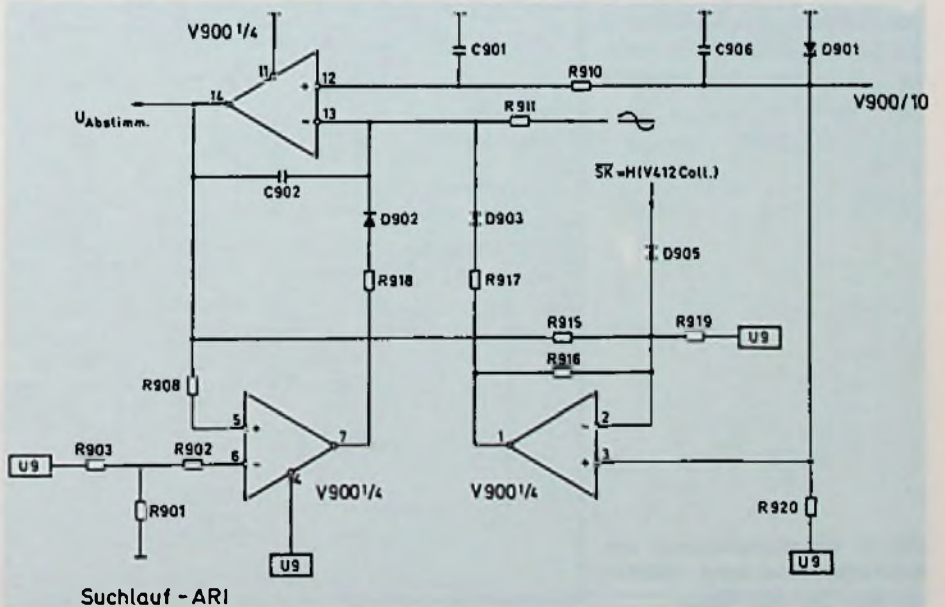 V900 1/4
C901
C906
D901
11
12
R910
14
+
V900/10
U Abstimm.
-
13
R911
C902
SK̅=H(V412 Coll.)
D902
D903
D905
R918
R917
R915
R919
U9
R916
R908
5
+
7
6
-
4
1
2
-
3
+
U9
R903
R902
V900 1/4
V900 1/4
R901
R920
U9
U9
Suchlauf - ARI